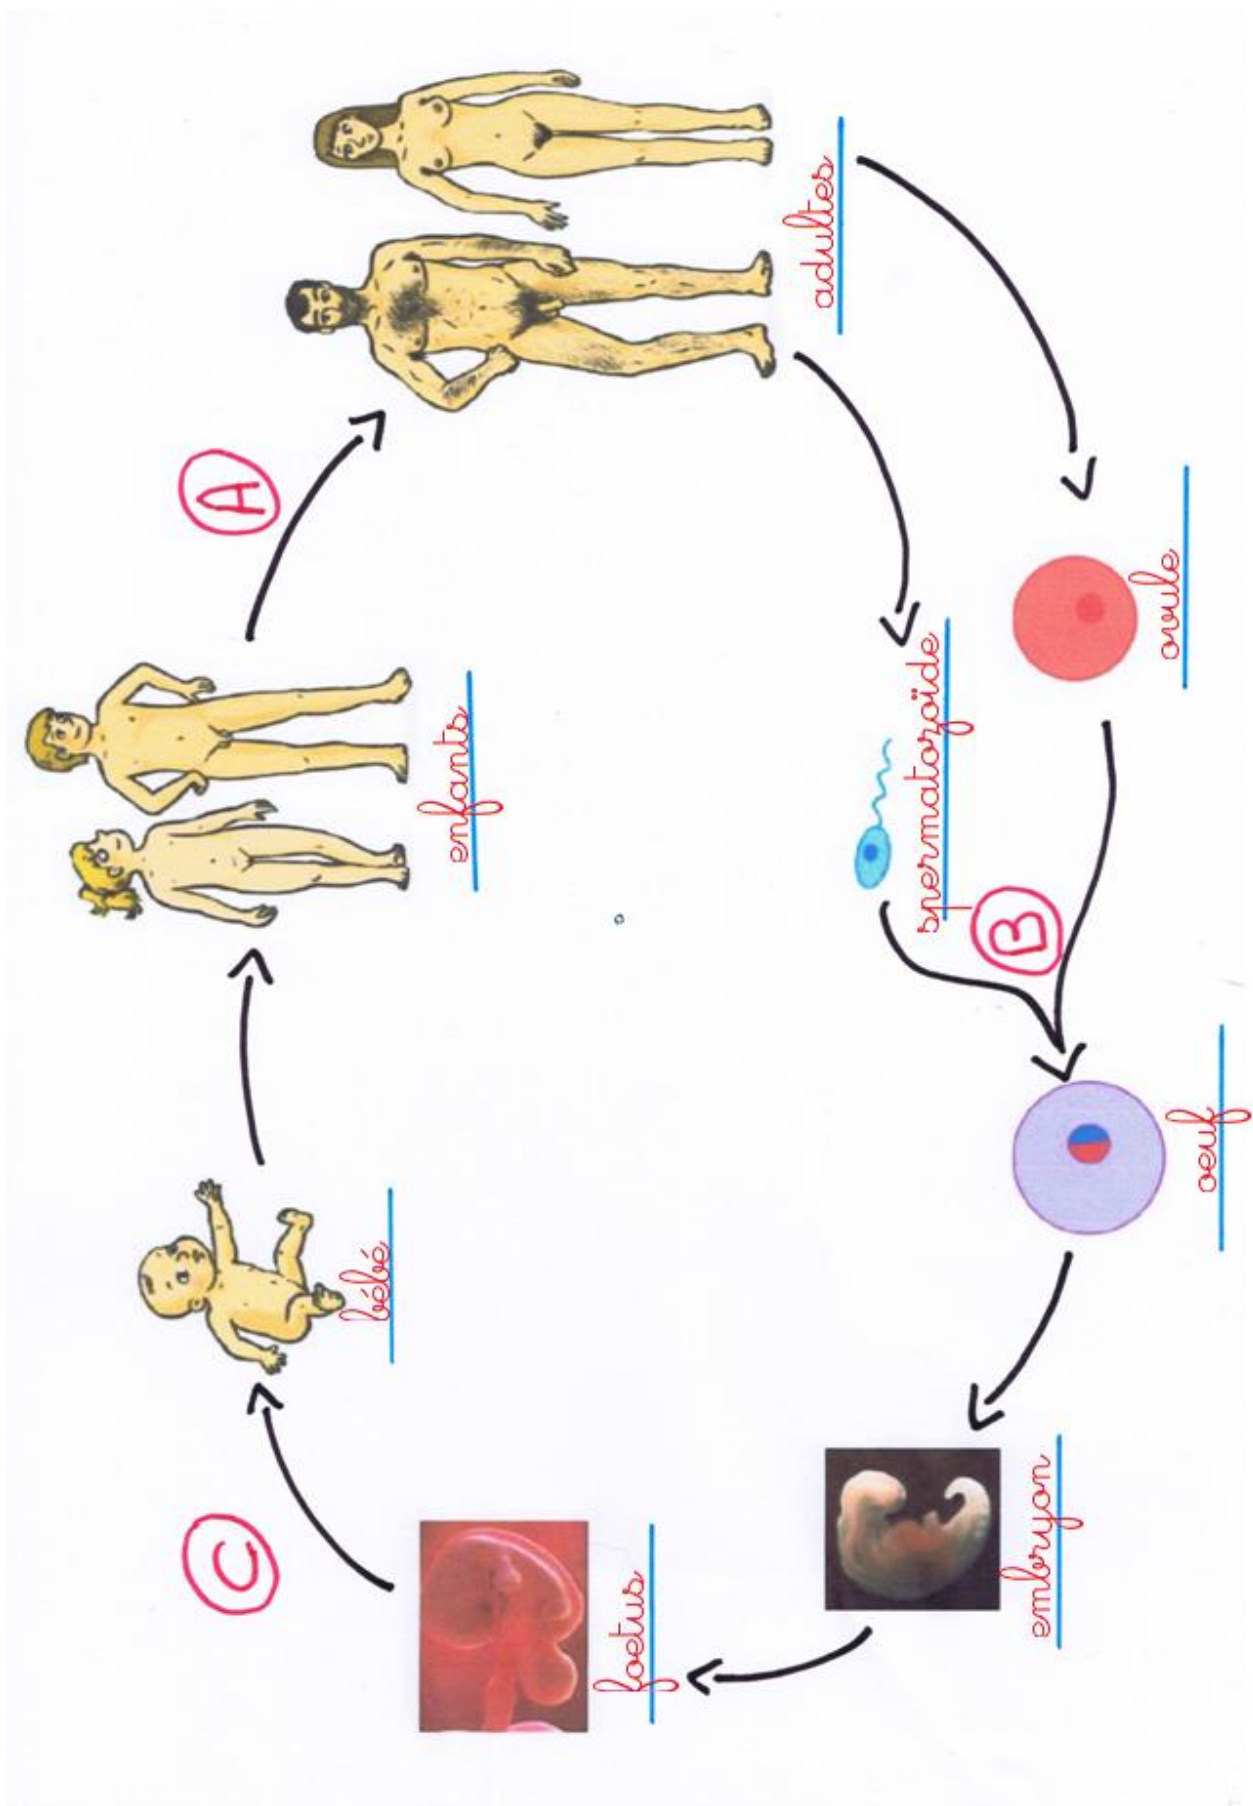 C
A
bébé
enfants
foetus
adultes
spermatozoïde
B
embryon
ovule
oeuf